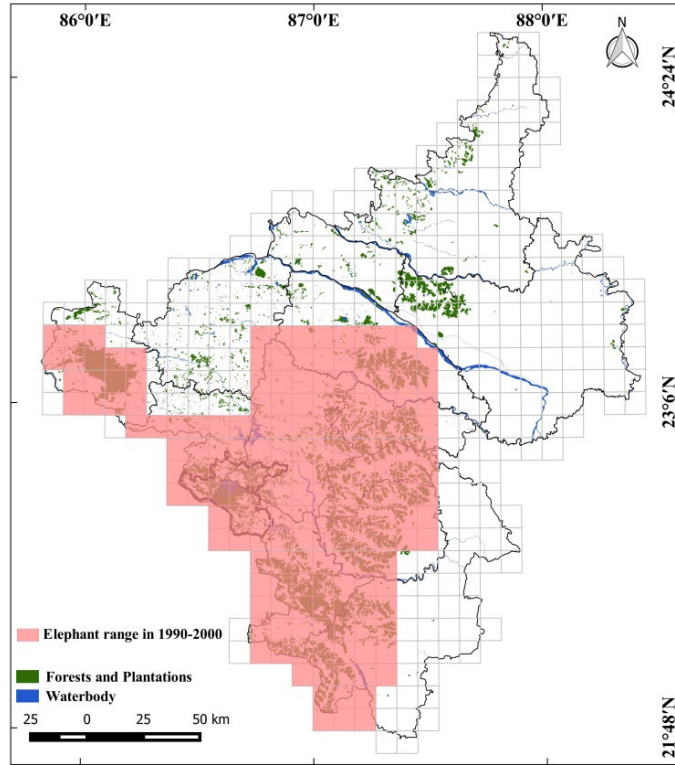 86°0′E 87°0′E 88°0′E
N
24°24′N
23°6′N
Elephant range in 1990-2000
Forests and Plantations
Waterbody
25 0 25 50 km
21°48′N